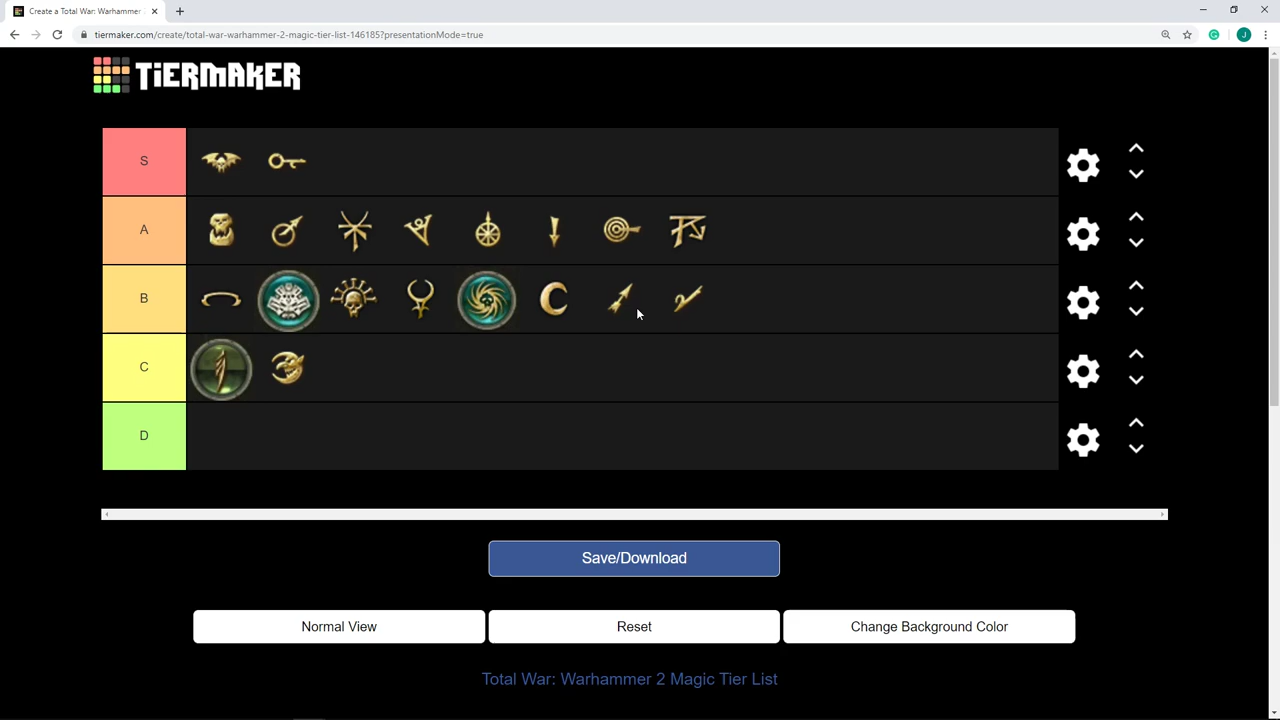 Create a Total War: Warhammer
tiermaker.com/create/total-war-warhammer-2-magic-tier-list-146185?presentationMode=true
J
TiERMAKER
S
A
B
C
D
Save/Download
Normal View
Reset
Change Background Color
Total War: Warhammer 2 Magic Tier List